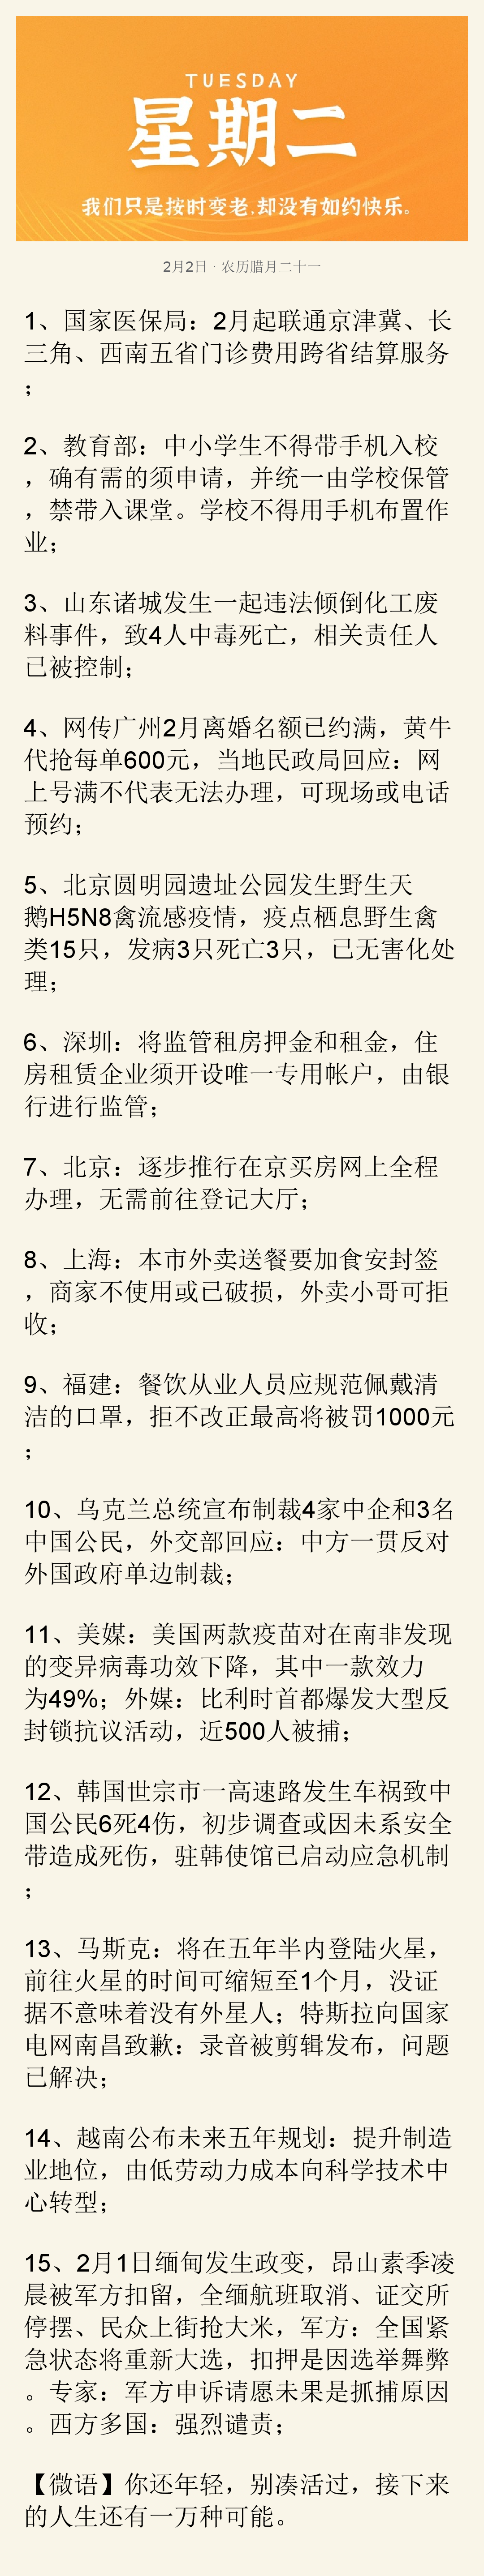 TUESDAY
星期二
我们只是按时变老.却没有如约快乐。
2月2日 · 农历腊月二十一
1、国家医保局：2月起联通京津冀、长
三角、西南五省门诊费用跨省结算服务
；
2、教育部：中小学生不得带手机入校
，确有需的须申请，并统一由学校保管
，禁带入课堂。学校不得用手机布置作
业；
3、山东诸城发生一起违法倾倒化工废
料事件，致4人中毒死亡，相关责任人
已被控制；
4、网传广州2月离婚名额已约满，黄牛
代抢每单600元，当地民政局回应：网
上号满不代表无法办理，可现场或电话
预约；
5、北京圆明园遗址公园发生野生天
鹅H5N8禽流感疫情，疫点栖息野生禽
类15只，发病3只死亡3只，已无害化处
理；
6、深圳：将监管租房押金和租金，住
房租赁企业须开设唯一专用帐户，由银
行进行监管；
7、北京：逐步推行在京买房网上全程
办理，无需前往登记大厅；
8、上海：本市外卖送餐要加食安封签
，商家不使用或已破损，外卖小哥可拒
收；
9、福建：餐饮从业人员应规范佩戴清
洁的口罩，拒不改正最高将被罚1000元
；
10、乌克兰总统宣布制裁4家中企和3名
中国公民，外交部回应：中方一贯反对
外国政府单边制裁；
11、美媒：美国两款疫苗对在南非发现
的变异病毒功效下降，其中一款效力
为49%；外媒：比利时首都爆发大型反
封锁抗议活动，近500人被捕；
12、韩国世宗市一高速路发生车祸致中
国公民6死4伤，初步调查或因未系安全
带造成死伤，驻韩使馆已启动应急机制
；
13、马斯克：将在五年半内登陆火星，
前往火星的时间可缩短至1个月，没证
据不意味着没有外星人；特斯拉向国家
电网南昌致歉：录音被剪辑发布，问题
已解决；
14、越南公布未来五年规划：提升制造
业地位，由低劳动力成本向科学技术中
心转型；
15、2月1日缅甸发生政变，昂山素季凌
晨被军方扣留，全缅航班取消、证交所
停摆、民众上街抢大米，军方：全国紧
急状态将重新大选，扣押是因选举舞弊
。专家：军方申诉请愿未果是抓捕原因
。西方多国：强烈谴责；
【微语】你还年轻，别凑活过，接下来
的人生还有一万种可能。